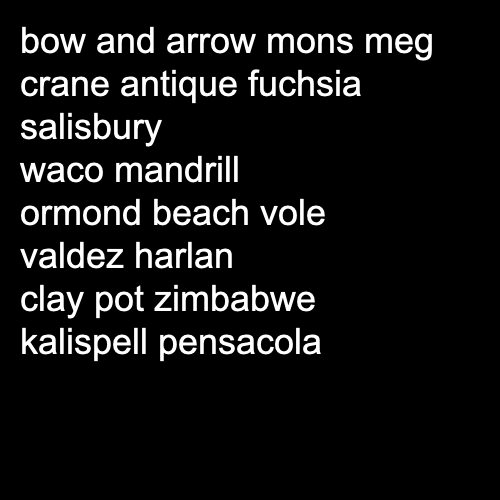 bow and arrow mons meg
crane antique fuchsia
salisbury
waco mandrill
ormond beach vole
valdez harlan
clay pot zimbabwe
kalispell pensacola